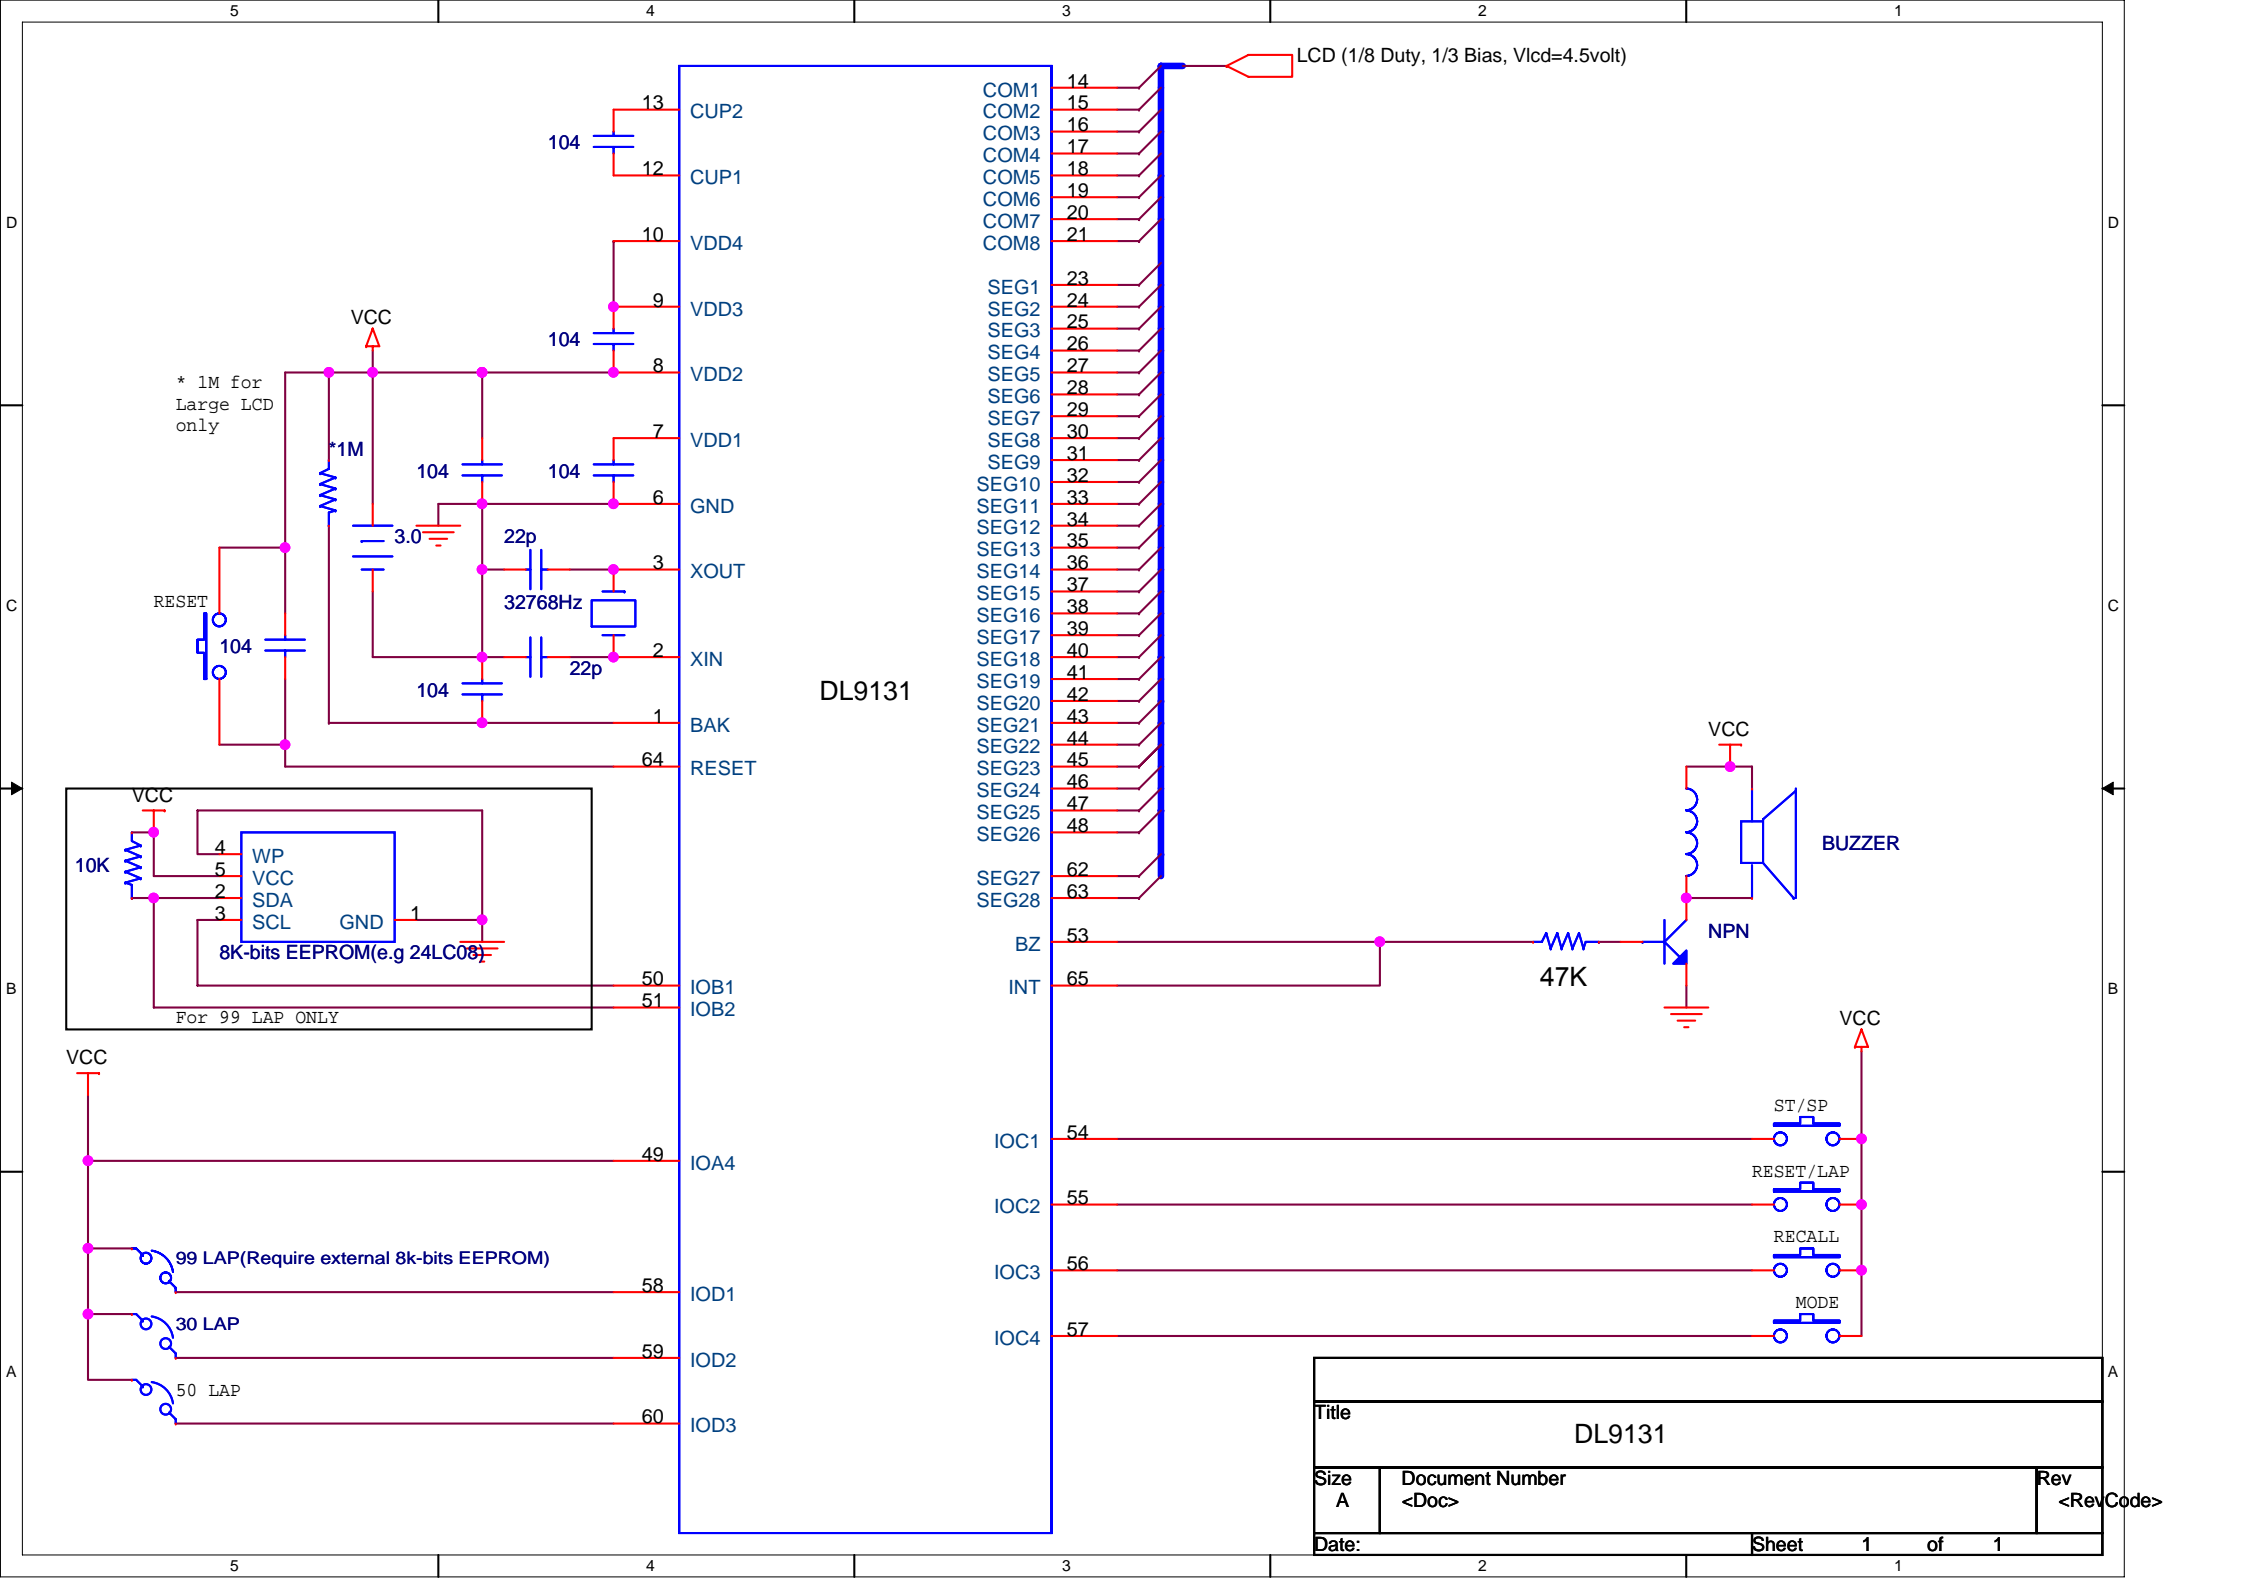 5
4
3
2
1
LCD (1/8 Duty, 1/3 Bias, Vlcd=4.5volt)
D
D
C
C
B
B
A
A
13
CUP2
104
12
CUP1
10
VDD4
9
VDD3
104
VCC
8
VDD2
* 1M for
Large LCD
only
*1M
7
VDD1
104
104
6
GND
3.0
22p
3
XOUT
32768Hz
RESET
104
2
XIN
22p
104
1
BAK
64
RESET
DL9131
VCC
10K
4
WP
5
VCC
2
SDA
3
SCL
GND
1
8K-bits EEPROM(e.g 24LC08)
50
IOB1
51
IOB2
For 99 LAP ONLY
VCC
49
IOA4
99 LAP(Require external 8k-bits EEPROM)
58
IOD1
30 LAP
59
IOD2
50 LAP
60
IOD3
COM1 14
COM2 15
COM3 16
COM4 17
COM5 18
COM6 19
COM7 20
COM8 21
SEG1 23
SEG2 24
SEG3 25
SEG4 26
SEG5 27
SEG6 28
SEG7 29
SEG8 30
SEG9 31
SEG10 32
SEG11 33
SEG12 34
SEG13 35
SEG14 36
SEG15 37
SEG16 38
SEG17 39
SEG18 40
SEG19 41
SEG20 42
SEG21 43
SEG22 44
SEG23 45
SEG24 46
SEG25 47
SEG26 48
SEG27 62
SEG28 63
BZ 53
INT 65
VCC
BUZZER
NPN
47K
VCC
IOC1 54
ST/SP
IOC2 55
RESET/LAP
IOC3 56
RECALL
IOC4 57
MODE
Title
DL9131
Size
A
Document Number
<Doc>
Rev
<RevCode>
Date:
Sheet 1 of 1
5
4
3
2
1